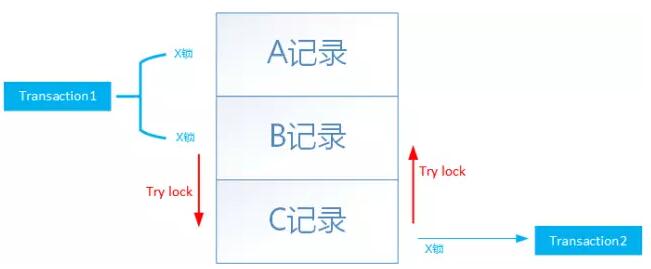 X锁
A记录
Transaction1
X锁
B记录
Try lock
Try lock
C记录
X锁
Transaction2